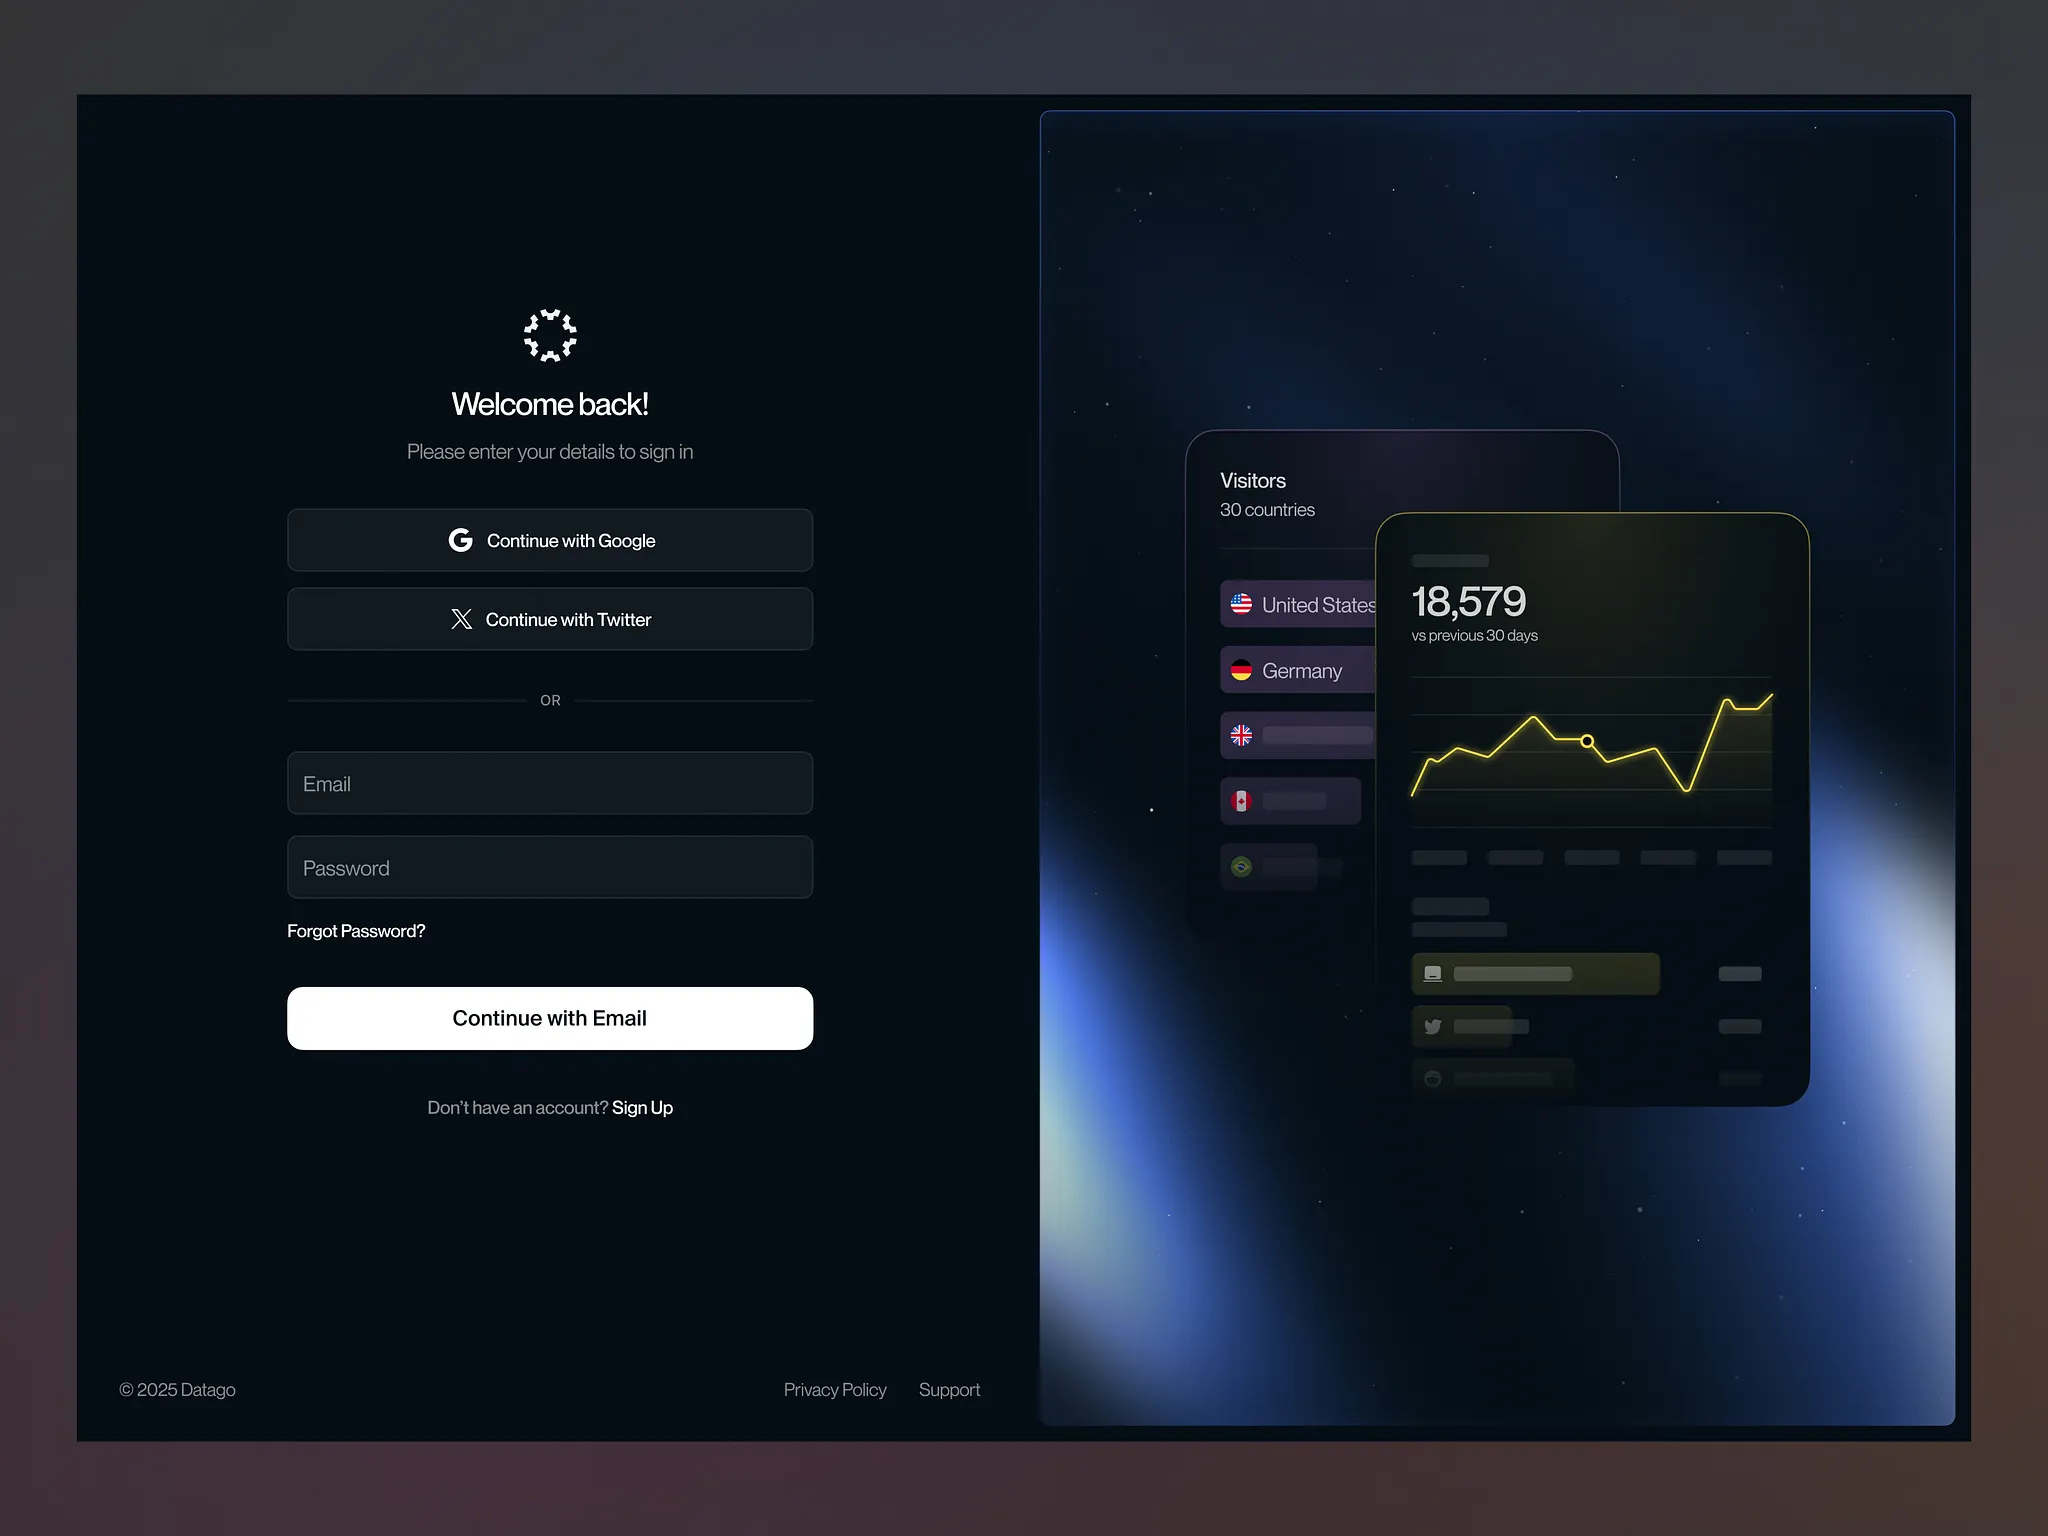 Welcome back!
Please enter your details to sign in
Continue with Google
Continue with Twitter
OR
Email
Password
Forgot Password?
Continue with Email
Don't have an account? Sign Up
© 2025 Datago
Privacy Policy
Support
Visitors
30 countries
United States
Germany
18,579
vs previous 30 days